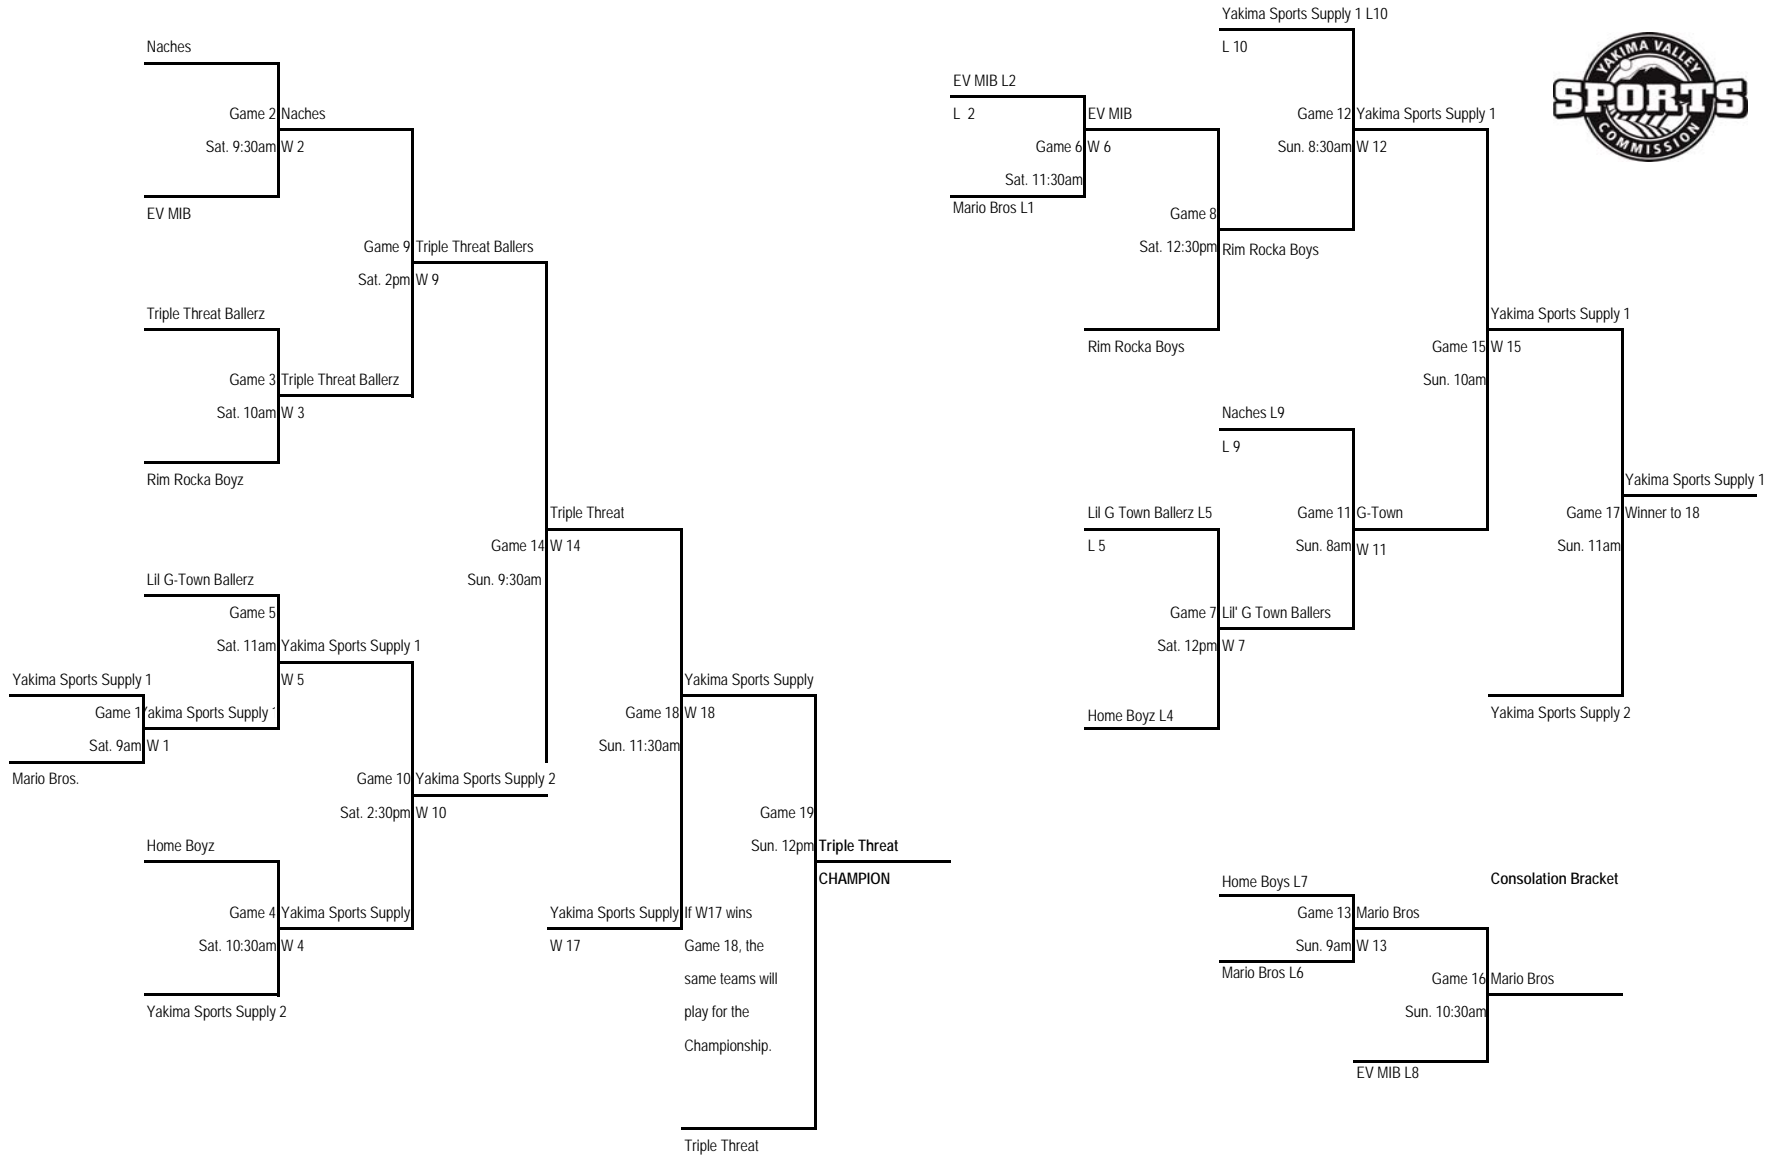 Naches
Game 2 Naches
Sat. 9:30am W 2
EV MIB
Game 9 Triple Threat Ballers
Sat. 2pm W 9
Triple Threat Ballerz
Game 3 Triple Threat Ballerz
Sat. 10am W 3
Rim Rocka Boyz
Triple Threat
Game 14 W 14
Sun. 9:30am
Lil G-Town Ballerz
Game 5
Sat. 11am Yakima Sports Supply 1
W 5
Yakima Sports Supply 1
Game 1 Yakima Sports Supply
Sat. 9am W 1
Mario Bros.
Game 10 Yakima Sports Supply 2
Sat. 2:30pm W 10
Home Boyz
Game 4 Yakima Sports Supply
Sat. 10:30am W 4
Yakima Sports Supply 2
Yakima Sports Supply
Game 18 W 18
Sun. 11:30am
Game 19
Sun. 12pm Triple Threat
CHAMPION
Yakima Sports Supply
W 17
If W17 wins
Game 18, the
same teams will
play for the
Championship.
Triple Threat
Yakima Sports Supply 1 L10
L 10
EV MIB L2
L 2
EV MIB
Game 6 W 6
Sat. 11:30am
Mario Bros L1
Game 12 Yakima Sports Supply 1
Sun. 8:30am W 12
Game 8
Sat. 12:30pm Rim Rocka Boys
Rim Rocka Boys
Yakima Sports Supply 1
Game 15 W 15
Sun. 10am
Naches L9
L 9
Lil G Town Ballerz L5
L 5
Game 11 G-Town
Sun. 8am W 11
Game 7 Lil' G Town Ballers
Sat. 12pm W 7
Home Boyz L4
Yakima Sports Supply 1
Game 17 Winner to 18
Sun. 11am
Yakima Sports Supply 2
Consolation Bracket
Home Boys L7
Game 13 Mario Bros
Sun. 9am W 13
Mario Bros L6
Game 16 Mario Bros
Sun. 10:30am
EV MIB L8
YAKIMA VALLEY
SPORTS
COMMISSION